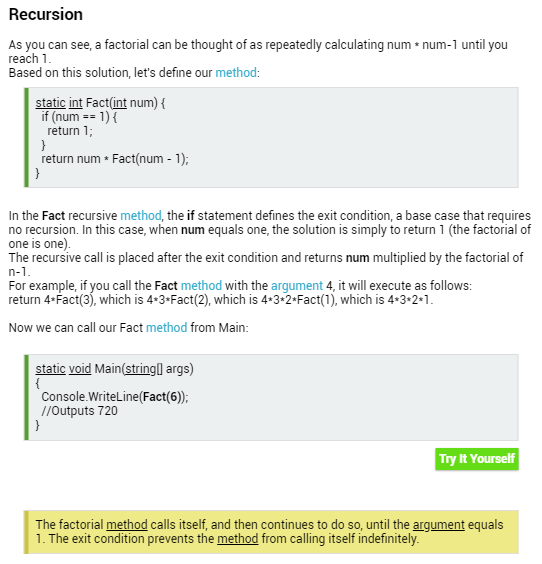 Recursion
As you can see, a factorial can be thought of as repeatedly calculating num * num-1 until you
reach 1.
Based on this solution, let's define our method:
static int Fact(int num) {
if (num == 1) {
return 1;
}
return num * Fact(num - 1);
}
In the Fact recursive method, the if statement defines the exit condition, a base case that requires
no recursion. In this case, when num equals one, the solution is simply to return 1 (the factorial of
one is one).
The recursive call is placed after the exit condition and returns num multiplied by the factorial of
n-1.
For example, if you call the Fact method with the argument 4, it will execute as follows:
return 4*Fact(3), which is 4*3*Fact(2), which is 4*3*2*Fact(1), which is 4*3*2*1.
Now we can call our Fact method from Main:
static void Main(string[] args)
{
Console.WriteLine(Fact(6));
//Outputs 720
}
Try It Yourself
The factorial method calls itself, and then continues to do so, until the argument equals
1. The exit condition prevents the method from calling itself indefinitely.